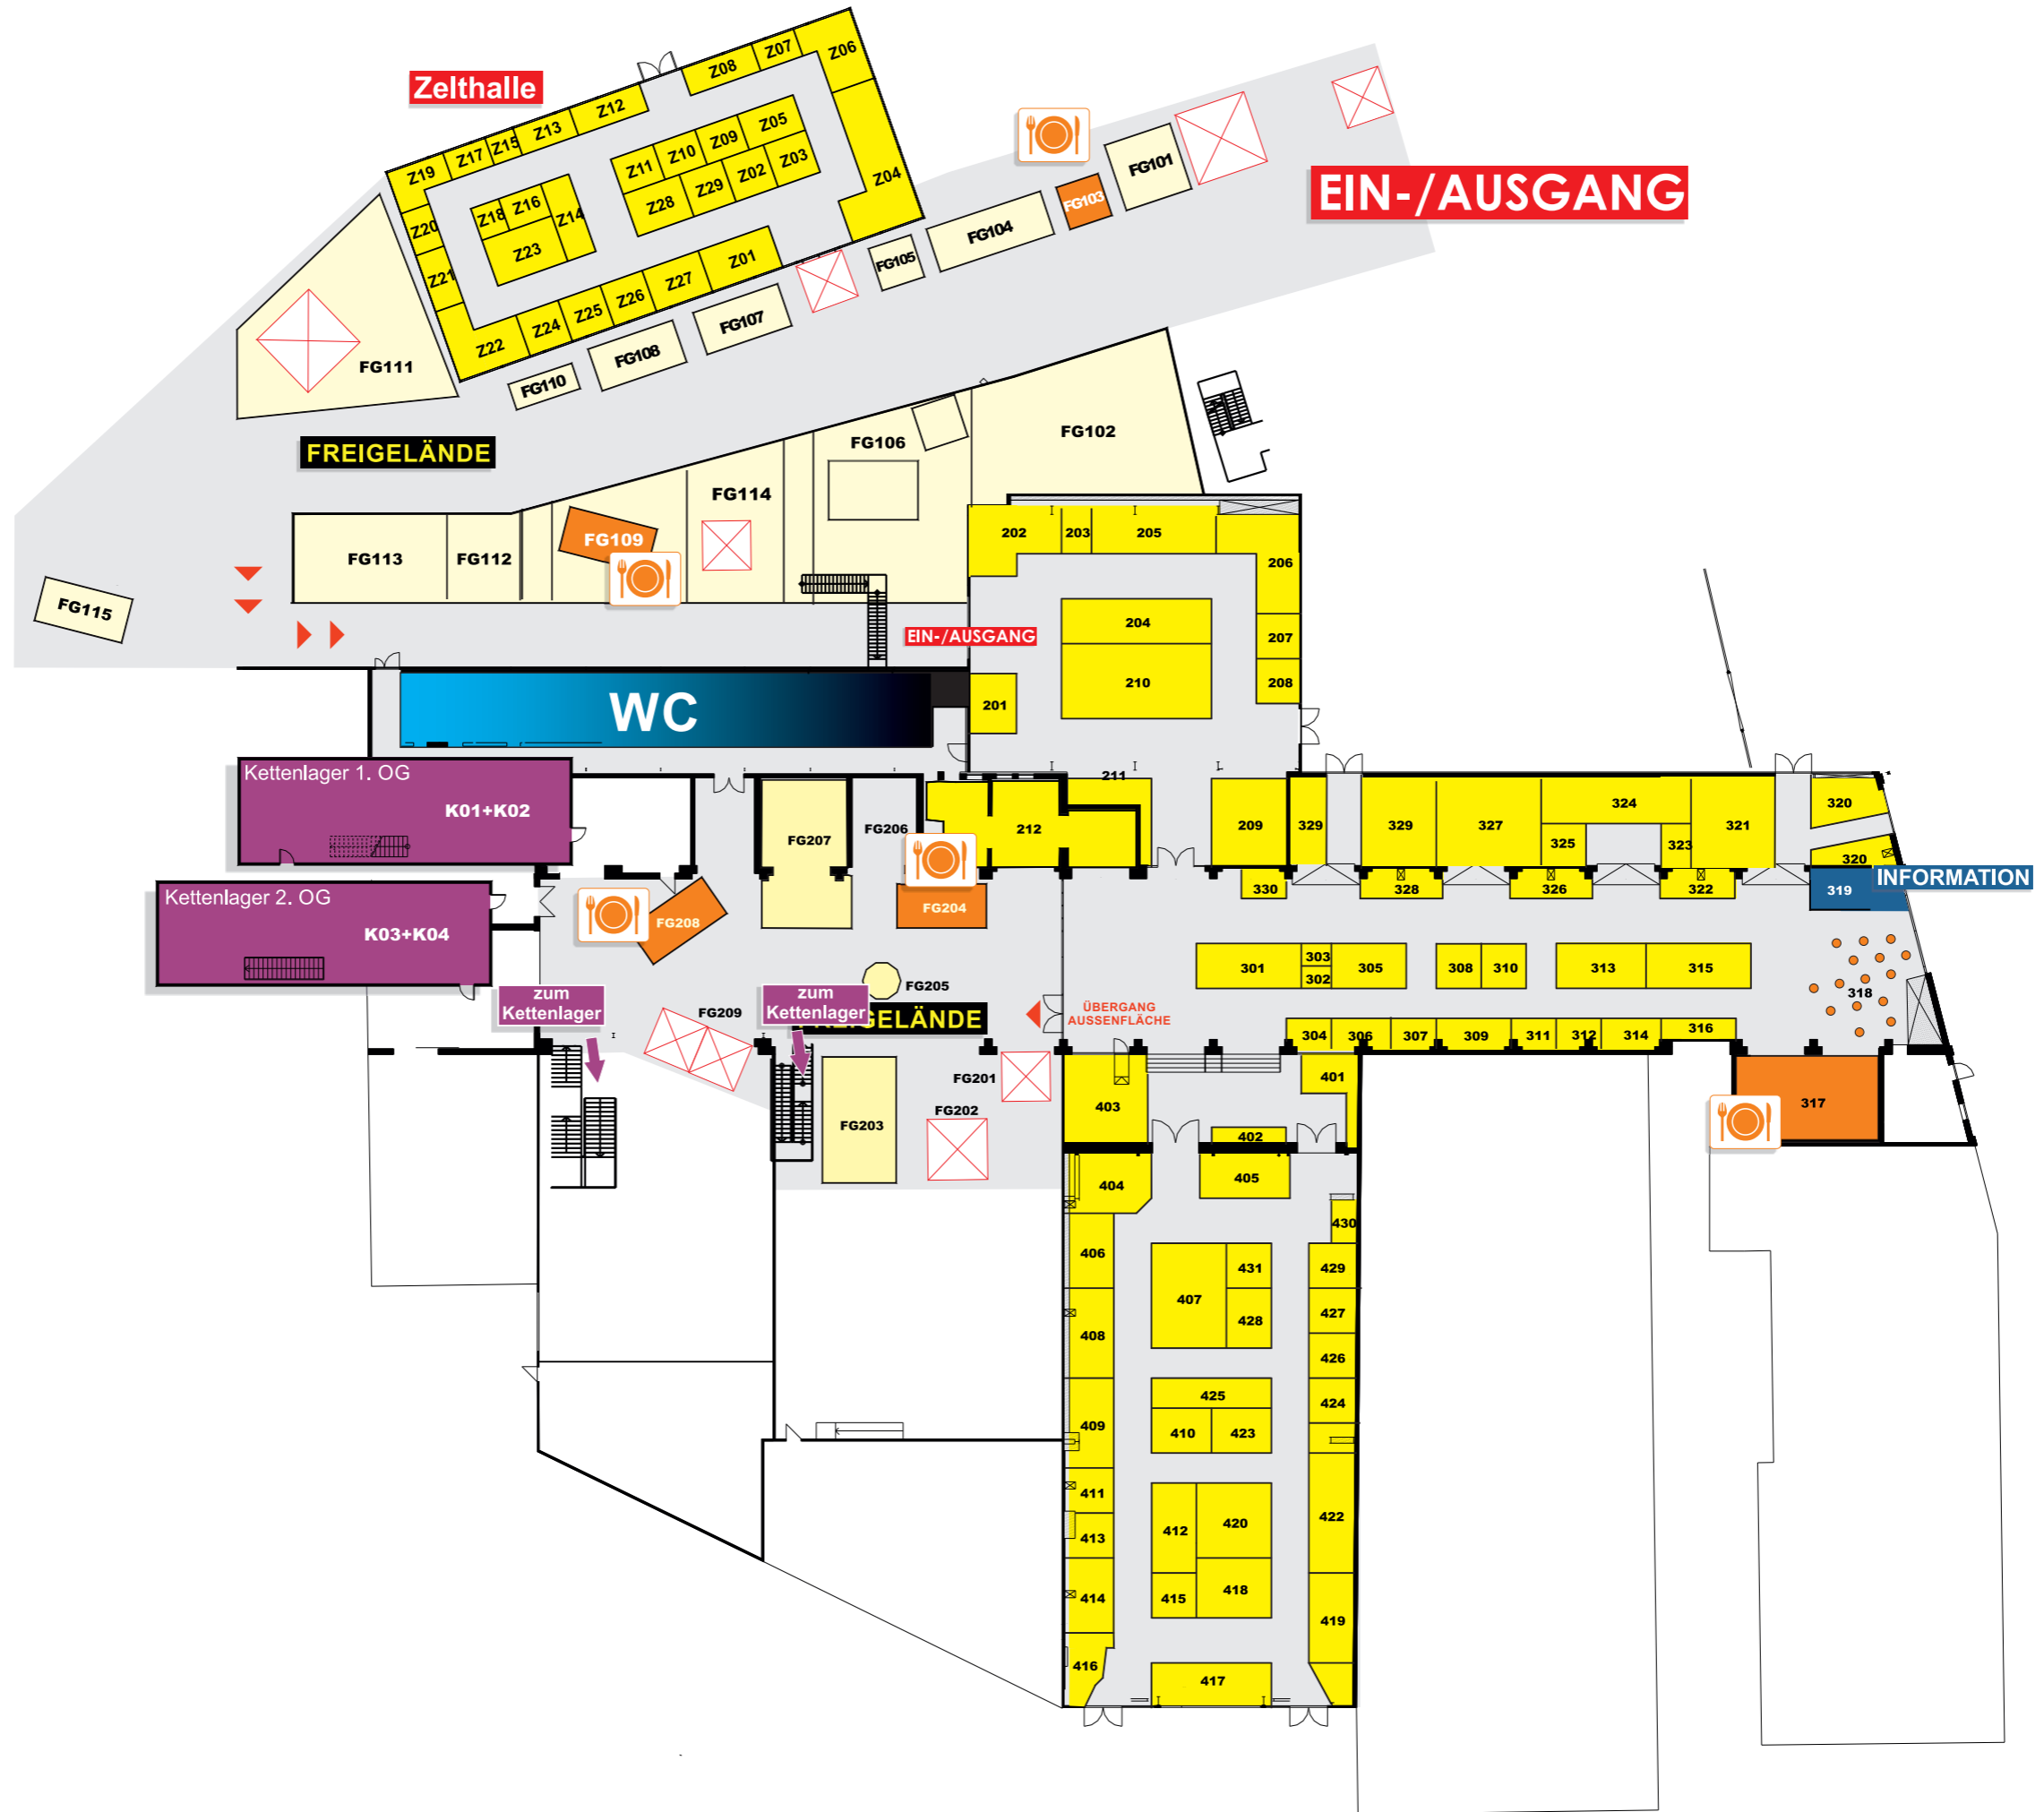 Zelthalle
Z06
Z07
Z08
Z12
Z13
Z15
Z17
Z19
Z05
Z09
Z10
Z11
Z03
Z02
Z29
Z28
Z04
Z18
Z16
Z14
Z23
Z20
Z21
Z01
Z27
Z26
Z25
Z24
Z22
FG101
FG103
FG104
FG105
FG107
FG108
FG110
FG111
EIN-/AUSGANG
FREIGELÄNDE
FG102
FG106
FG114
FG109
FG112
FG113
FG115
EIN-/AUSGANG
202
203
205
206
204
207
210
208
201
WC
Kettenlager 1. OG
K01+K02
Kettenlager 2. OG
K03+K04
211
212
209
FG207
FG206
FG204
FG208
FG205
FG209
zum
Kettenlager
zum
Kettenlager
FREIGELÄNDE
FG201
FG202
FG203
ÜBERGANG
AUSSENFLÄCHE
329
329
327
324
325
323
321
320
320
330
328
326
322
319
INFORMATION
301
303
302
305
308
310
313
315
318
304
306
307
309
311
312
314
316
317
401
403
402
404
405
430
406
407
431
429
428
427
408
426
425
424
409
410
423
411
412
420
422
413
414
415
418
419
416
417